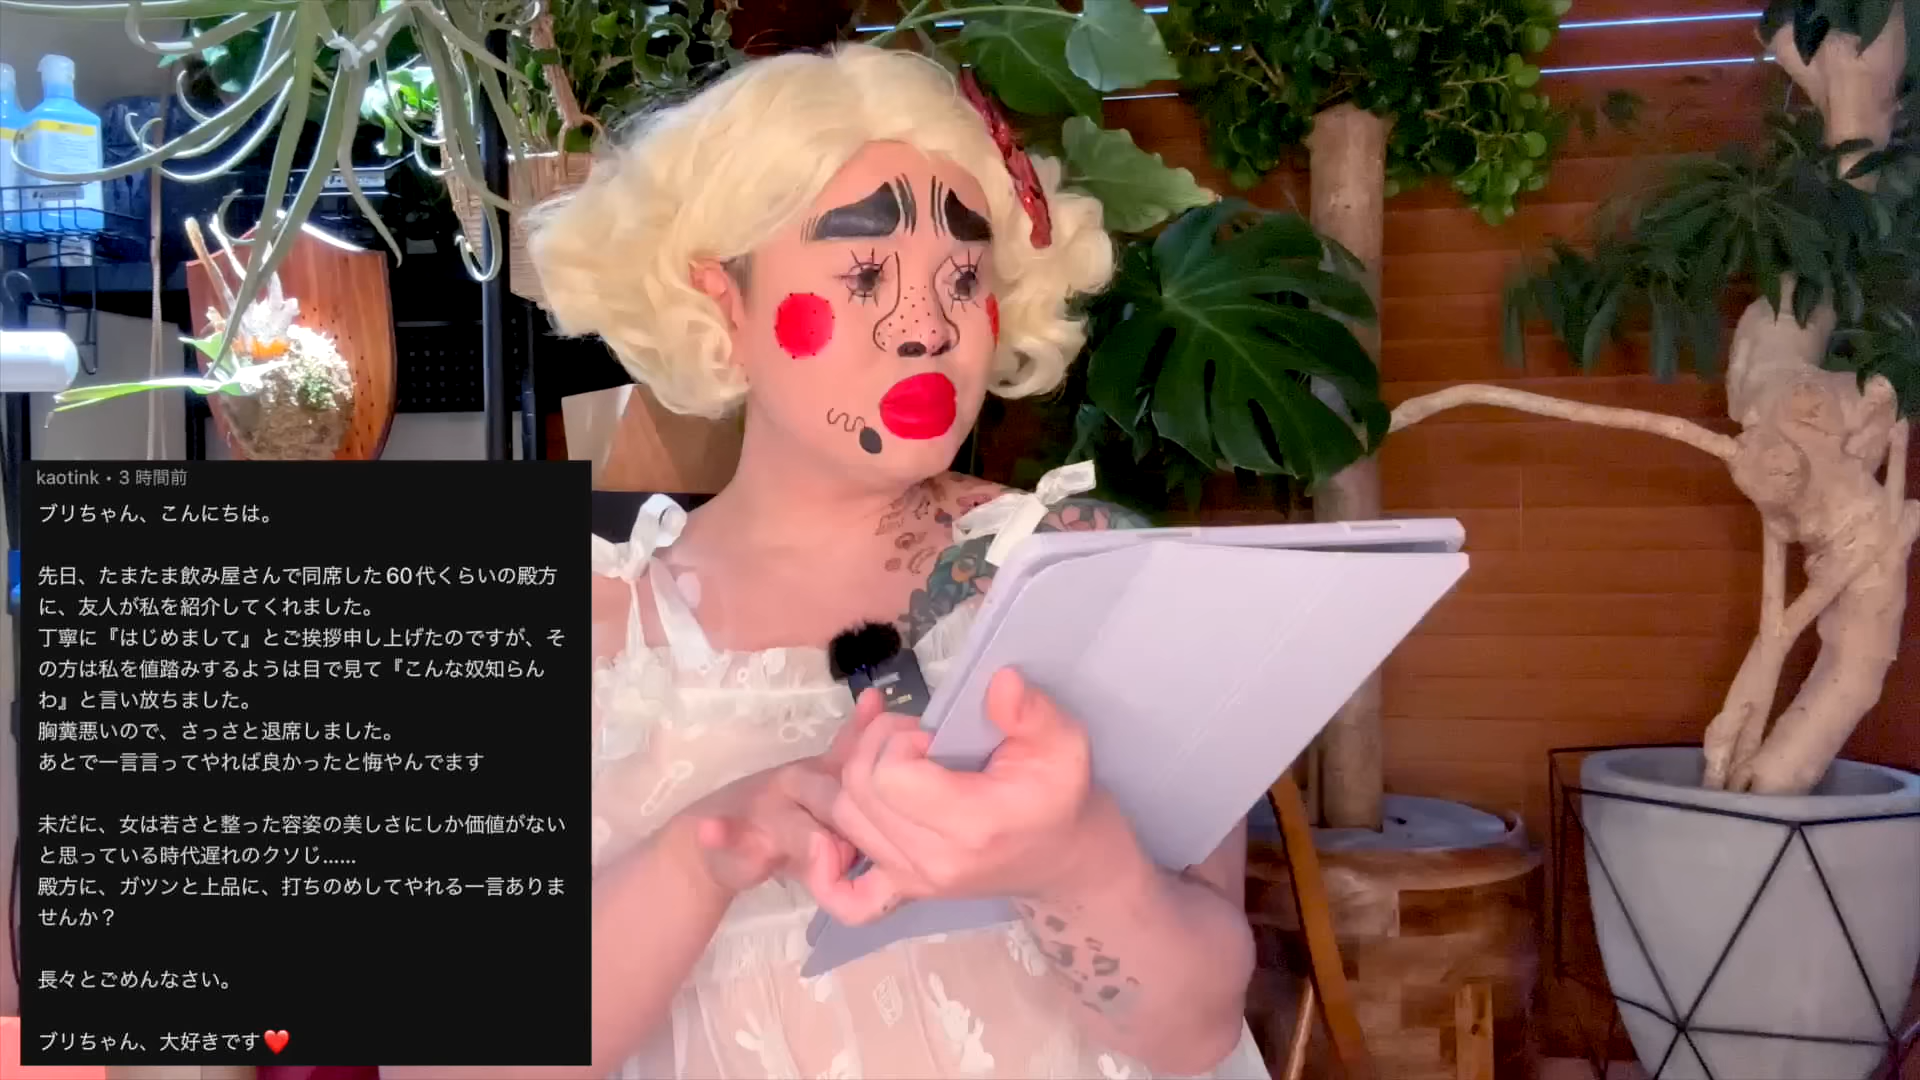 kaotink • 3 時間前
ブリちゃん、こんにちは。
先日、たまたま飲み屋さんで同席した60代くらいの殿方
に、友人が私を紹介してくれました。
丁寧に『はじめまして』とご挨拶申し上げたのですが、そ
の方は私を値踏みするようは目で見て『こんな奴知らん
わ』と言い放ちました。
胸糞悪いので、さっさと退席しました。
あとで一言言ってやれば良かったと悔やんでます
未だに、女は若さと整った容姿の美しさにしか価値がない
と思っている時代遅れのクソじ......
殿方に、ガツンと上品に、打ちのめしてやれる一言ありま
せんか？
長々とごめんなさい。
ブリちゃん、大好きです❤️